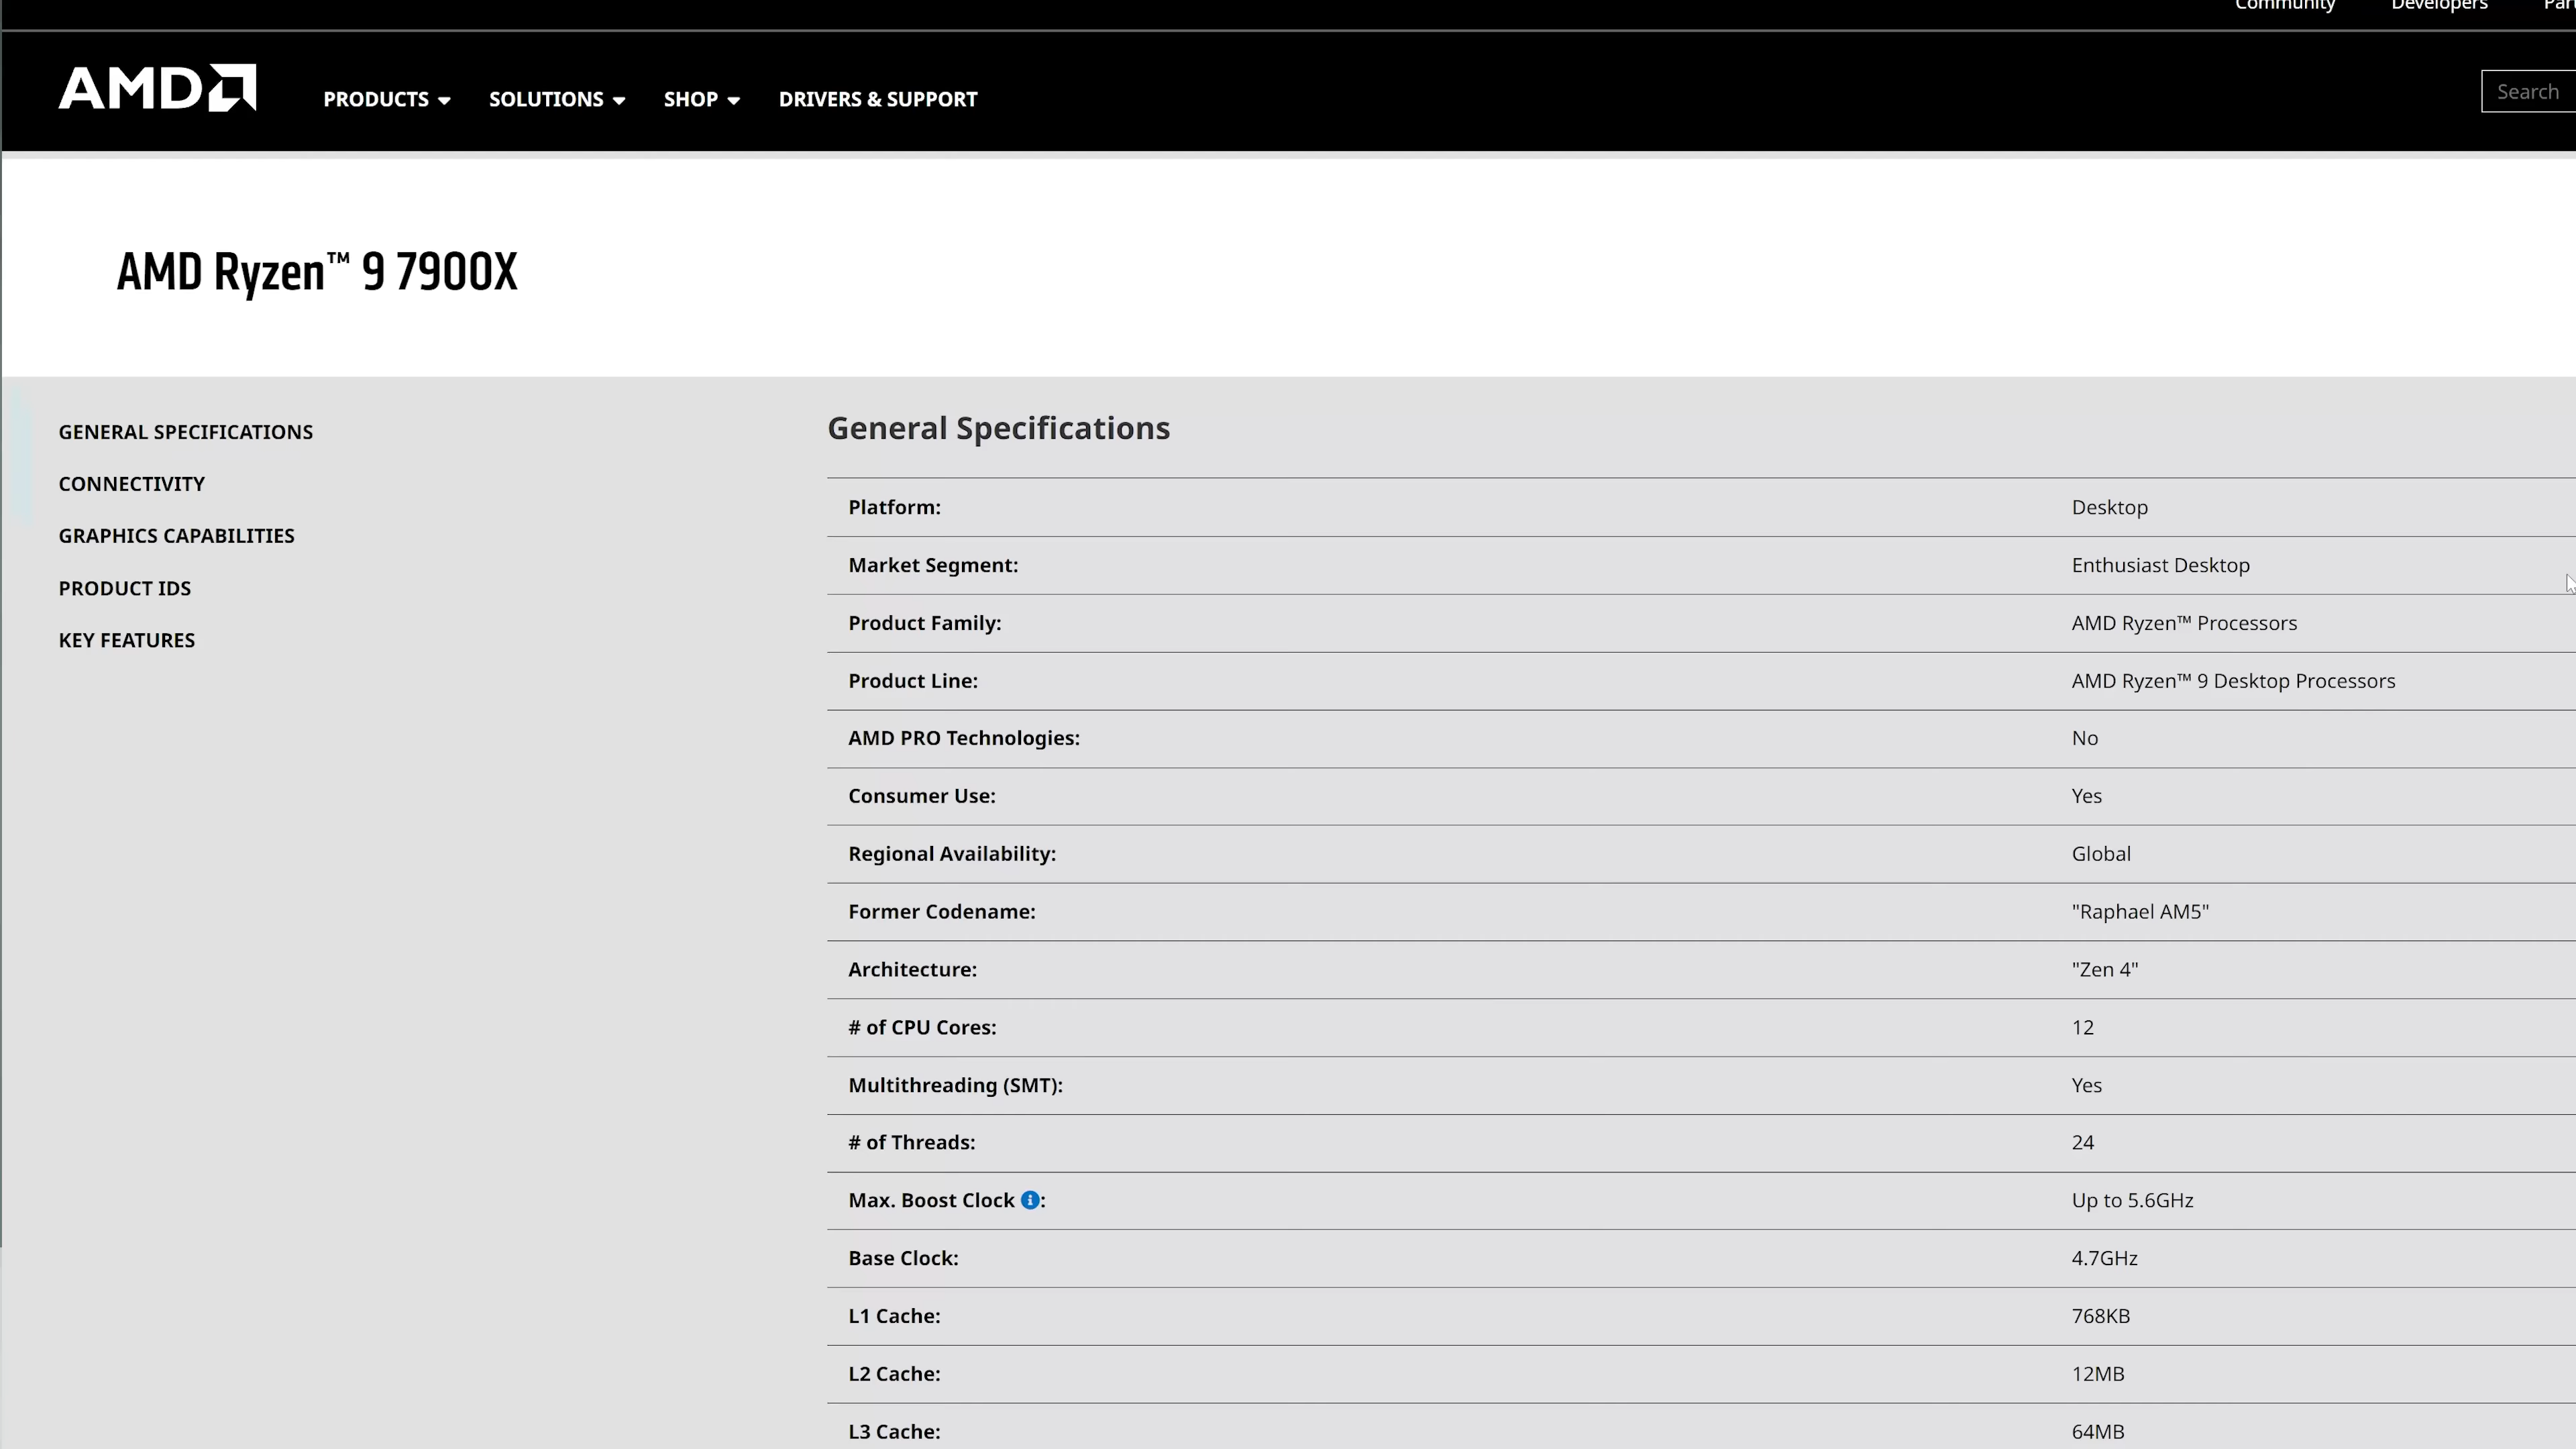 Community Developers
AMD PRODUCTS SOLUTIONS SHOP DRIVERS & SUPPORT Search
AMD Ryzen™ 9 7900X
GENERAL SPECIFICATIONS
CONNECTIVITY
GRAPHICS CAPABILITIES
PRODUCT IDS
KEY FEATURES
General Specifications
Platform: Desktop
Market Segment: Enthusiast Desktop
Product Family: AMD Ryzen™ Processors
Product Line: AMD Ryzen™ 9 Desktop Processors
AMD PRO Technologies: No
Consumer Use: Yes
Regional Availability: Global
Former Codename: "Raphael AM5"
Architecture: "Zen 4"
# of CPU Cores: 12
Multithreading (SMT): Yes
# of Threads: 24
Max. Boost Clock : Up to 5.6GHz
Base Clock: 4.7GHz
L1 Cache: 768KB
L2 Cache: 12MB
L3 Cache: 64MB